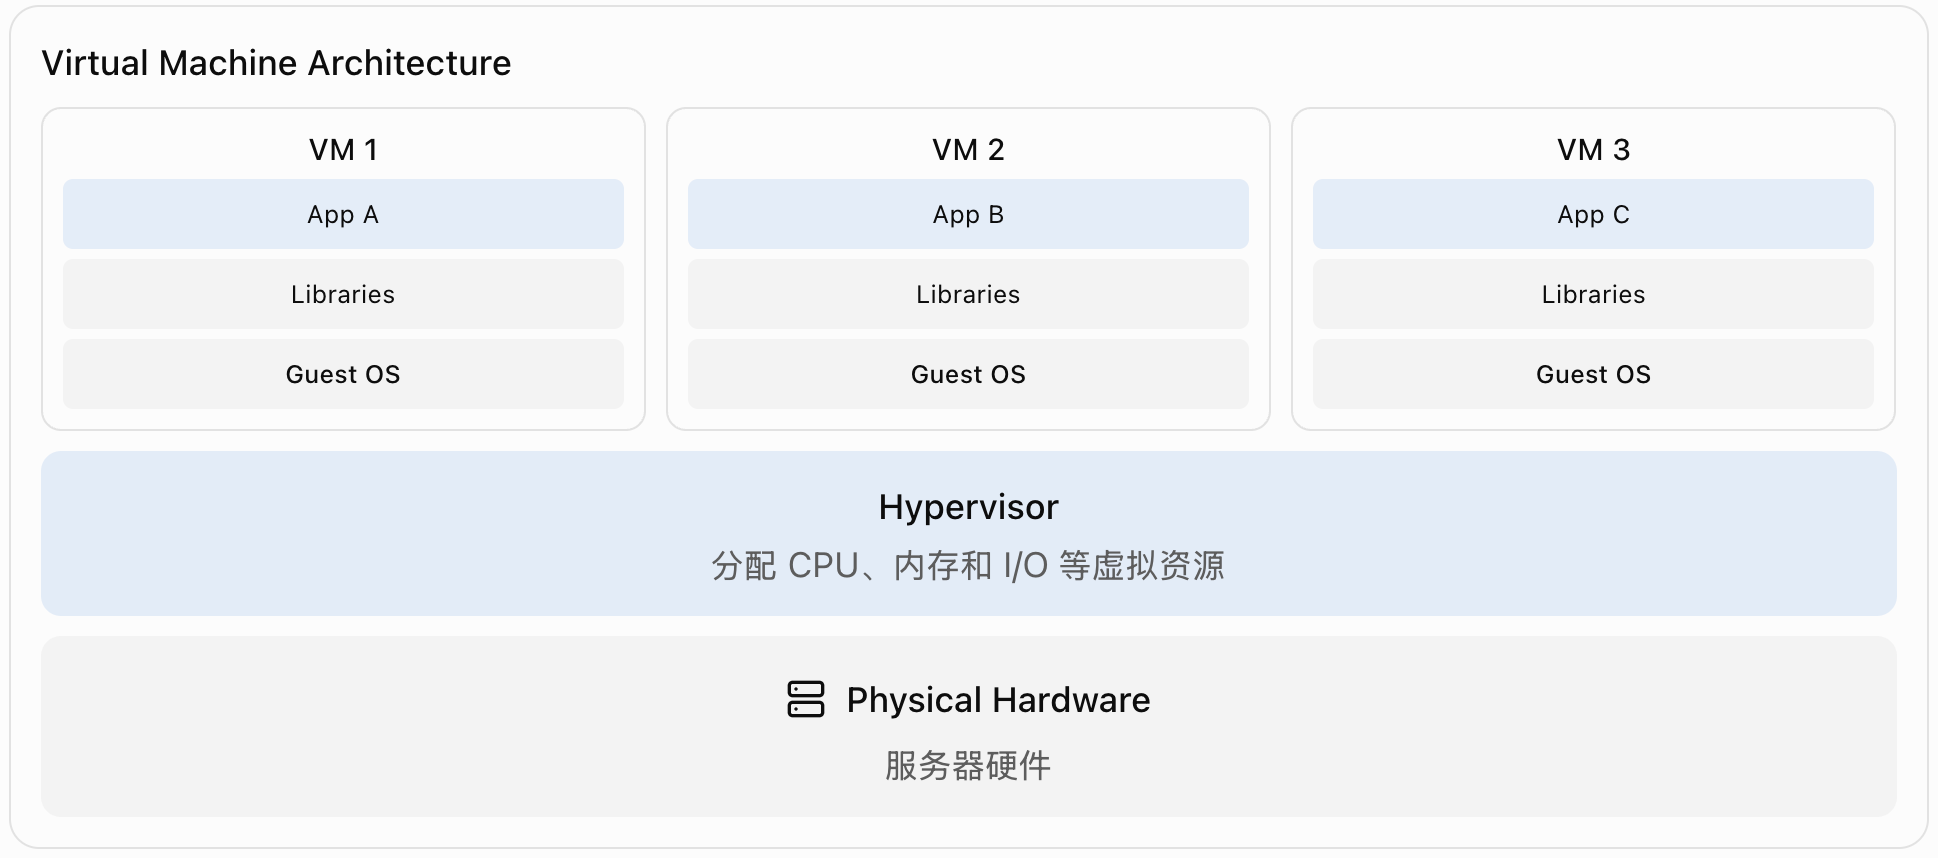 Virtual Machine Architecture
VM 1
App A
Libraries
Guest OS
VM 2
App B
Libraries
Guest OS
VM 3
App C
Libraries
Guest OS
Hypervisor
分配 CPU、内存和 I/O 等虚拟资源
Physical Hardware
服务器硬件